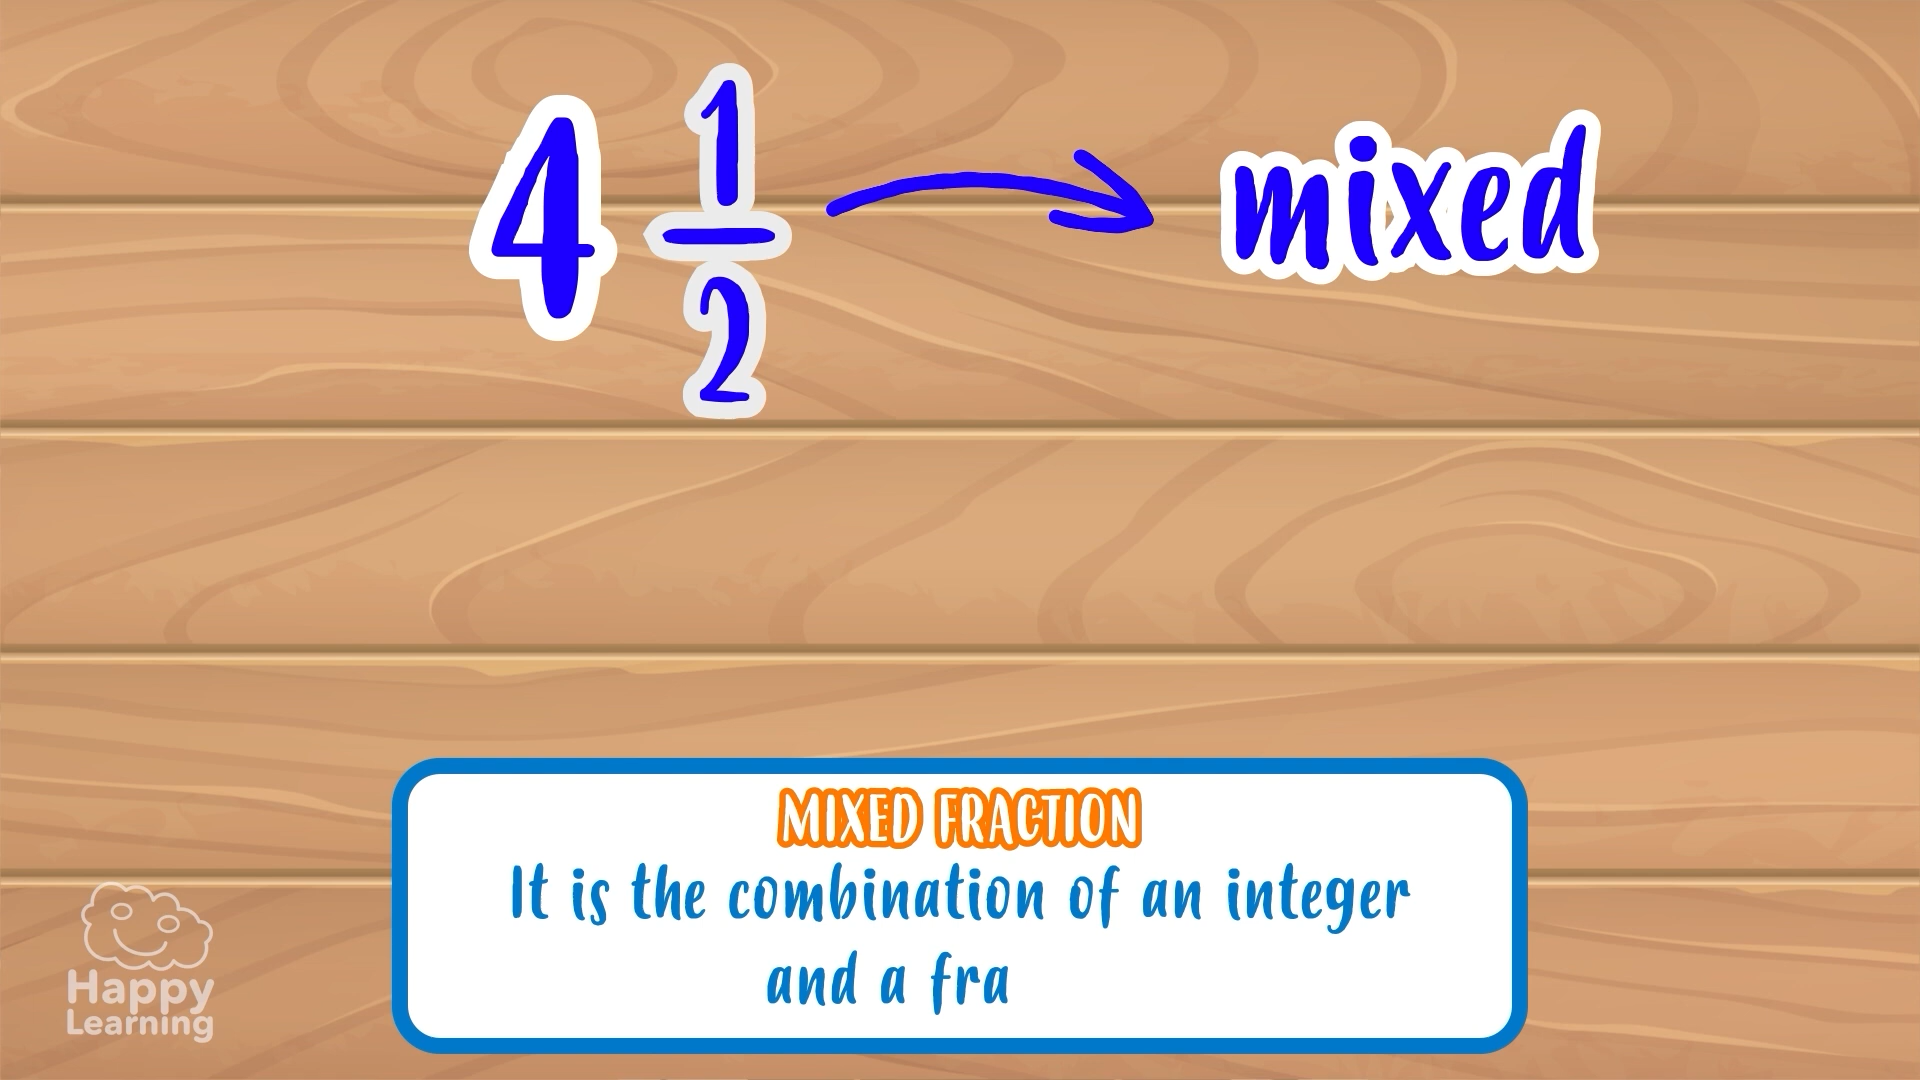 4 1/2 mixed
MIXED FRACTION
It is the combination of an integer
and a fra
Happy
Learning